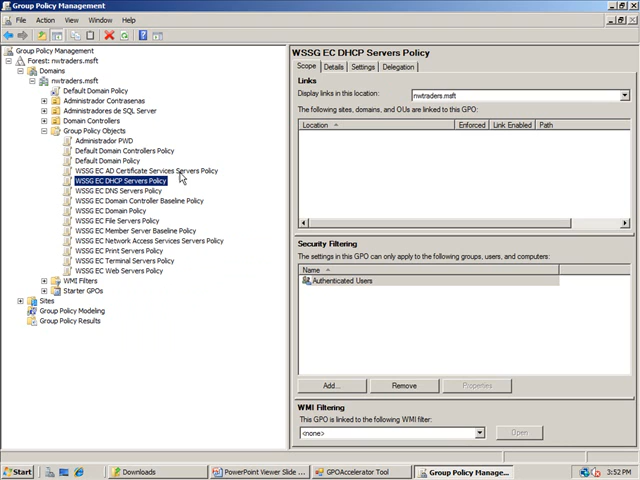 Group Policy Management
File Action View Window Help
Group Policy Management
Forest: nwtraders.msft
Domains
nwtraders.msft
Default Domain Policy
Administrador Contrasenas
Administradores de SQL Server
Domain Controllers
Group Policy Objects
Administrador PWD
Default Domain Controllers Policy
Default Domain Policy
WSSG EC AD Certificate Services Servers Policy
WSSG EC DHCP Servers Policy
WSSG EC DNS Servers Policy
WSSG EC Domain Controller Baseline Policy
WSSG EC Domain Policy
WSSG EC File Servers Policy
WSSG EC Member Server Baseline Policy
WSSG EC Network Access Services Servers Policy
WSSG EC Print Servers Policy
WSSG EC Terminal Servers Policy
WSSG EC Web Servers Policy
WMI Filters
Starter GPOs
Sites
Group Policy Modeling
Group Policy Results
WSSG EC DHCP Servers Policy
Scope Details Settings Delegation
Links
Display links in this location: nwtraders.msft
The following sites, domains, and OUs are linked to this GPO:
Location Enforced Link Enabled Path
Security Filtering
The settings in this GPO can only apply to the following groups, users, and computers:
Name
Authenticated Users
Add... Remove Properties
WMI Filtering
This GPO is linked to the following WMI filter:
<none> Open
Start Downloads PowerPoint Viewer Slide ... GPOAccelerator Tool Group Policy Manage... 3:52 PM